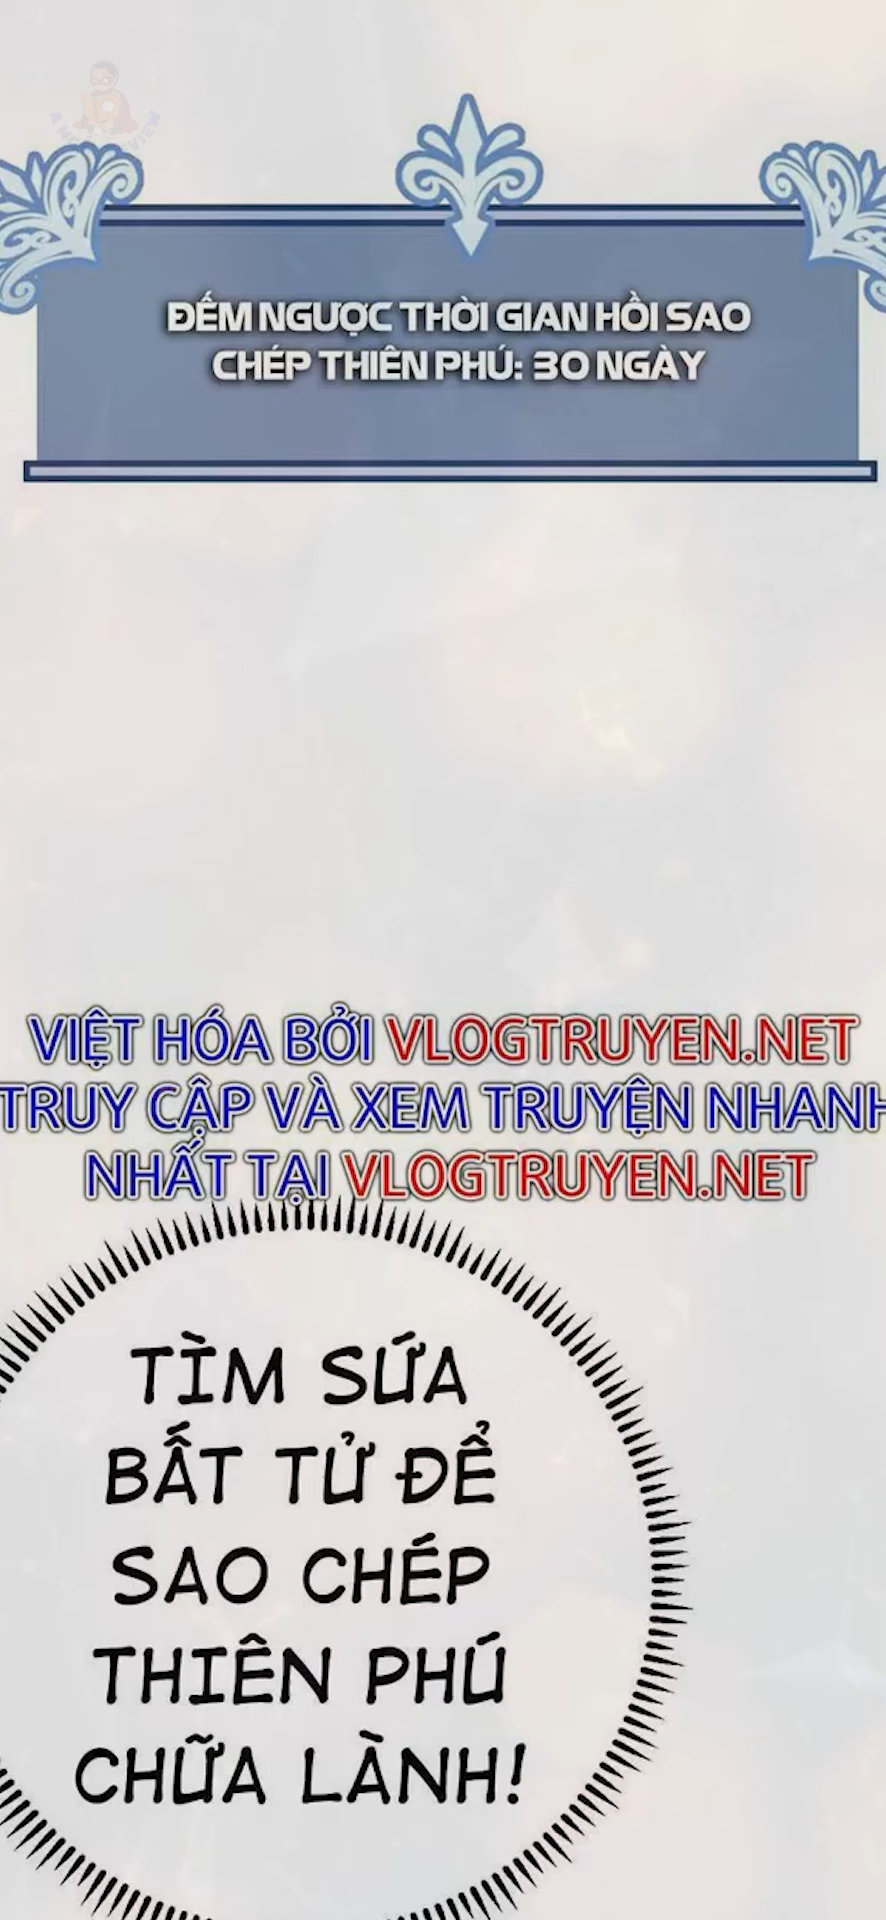 ĐẾM NGƯỢC THỜI GIAN HỒI SAO
CHÉP THIÊN PHÚ: 30 NGÀY
VIỆT HÓA BỞI VLOGTRUYEN.NET
TRUY CẬP VÀ XEM TRUYỆN NHANH
NHẤT TẠI VLOGTRUYEN.NET
TÌM SỨA
BẤT TỬ ĐỂ
SAO CHÉP
THIÊN PHÚ
CHỮA LÀNH!